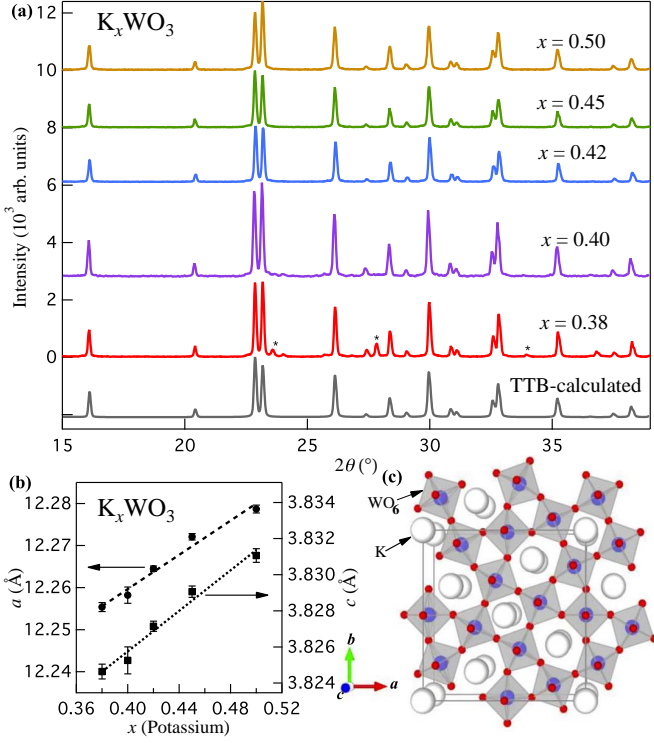 (a)
KxWO3
12
10
8
6
4
2
0
Intensity (10³ arb. units)
x = 0.50
x = 0.45
x = 0.42
x = 0.40
x = 0.38
* * *
TTB-calculated
15 20 25 30 35
2θ (°)
(b)
KxWO3
12.28
12.27
12.26
12.25
12.24
a (Å)
3.834
3.832
3.830
3.828
3.826
3.824
c (Å)
0.36 0.40 0.44 0.48 0.52
x (Potassium)
(c)
WO6
K
b
c
a